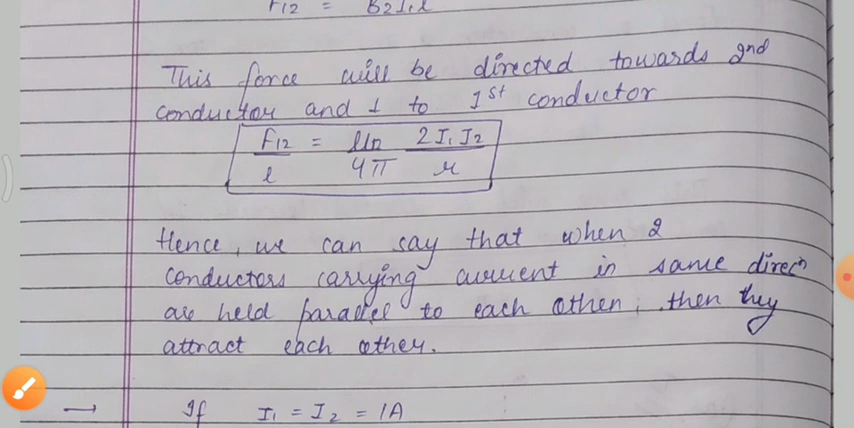 F12 = B2I1l
This force will be directed towards 2nd
conductor and ⊥ to 1st conductor
F12/l = μ0/4π 2I1I2/r
Hence, we can say that when 2
conductors carrying current in same direcn
are held parallel to each other, then they
attract each other.
→ If I1 = I2 = 1A